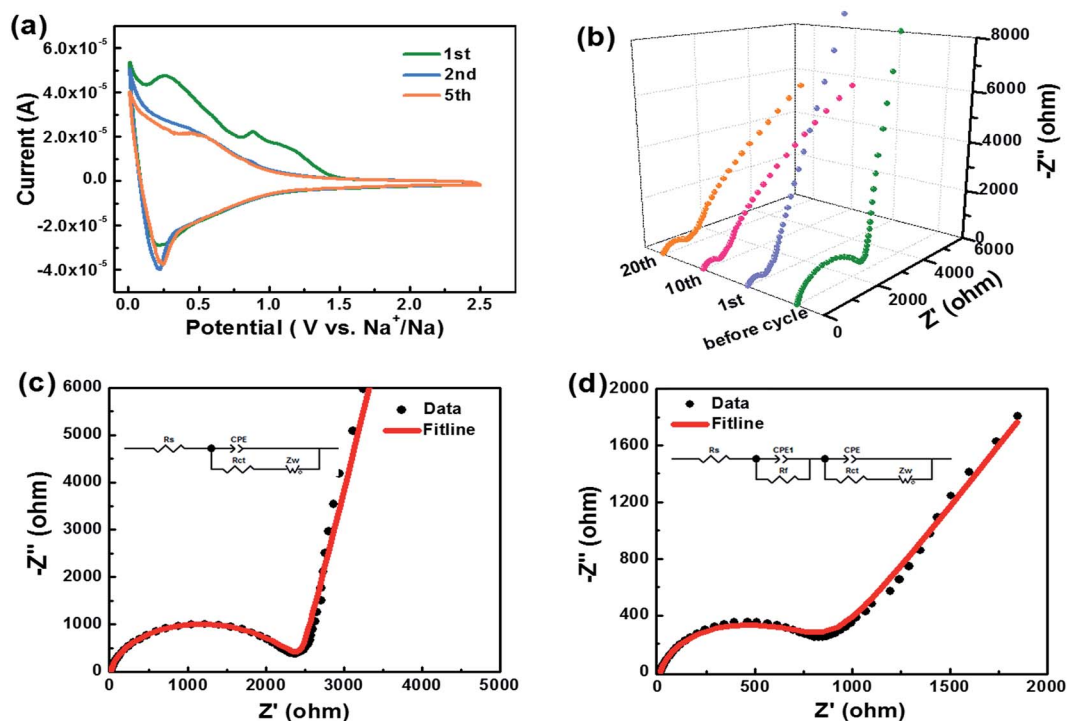 (a)
Current (A)
6.0x10⁻⁵
4.0x10⁻⁵
2.0x10⁻⁵
0.0
-2.0x10⁻⁵
-4.0x10⁻⁵
1st
2nd
5th
0.0 0.5 1.0 1.5 2.0 2.5
Potential ( V vs. Na⁺/Na)
(b)
8000
6000
4000
2000
0
-Z'' (ohm)
6000
4000
2000
0
Z' (ohm)
20th
10th
1st
before cycle
(c)
-Z'' (ohm)
6000
5000
4000
3000
2000
1000
0
Data
Fitline
Rs
CPE
Rct
Zw
0 1000 2000 3000 4000 5000
Z' (ohm)
(d)
-Z'' (ohm)
2000
1600
1200
800
400
0
Data
Fitline
Rs
CPE1
CPE
Rf
Rct
Zw
0 500 1000 1500 2000
Z' (ohm)